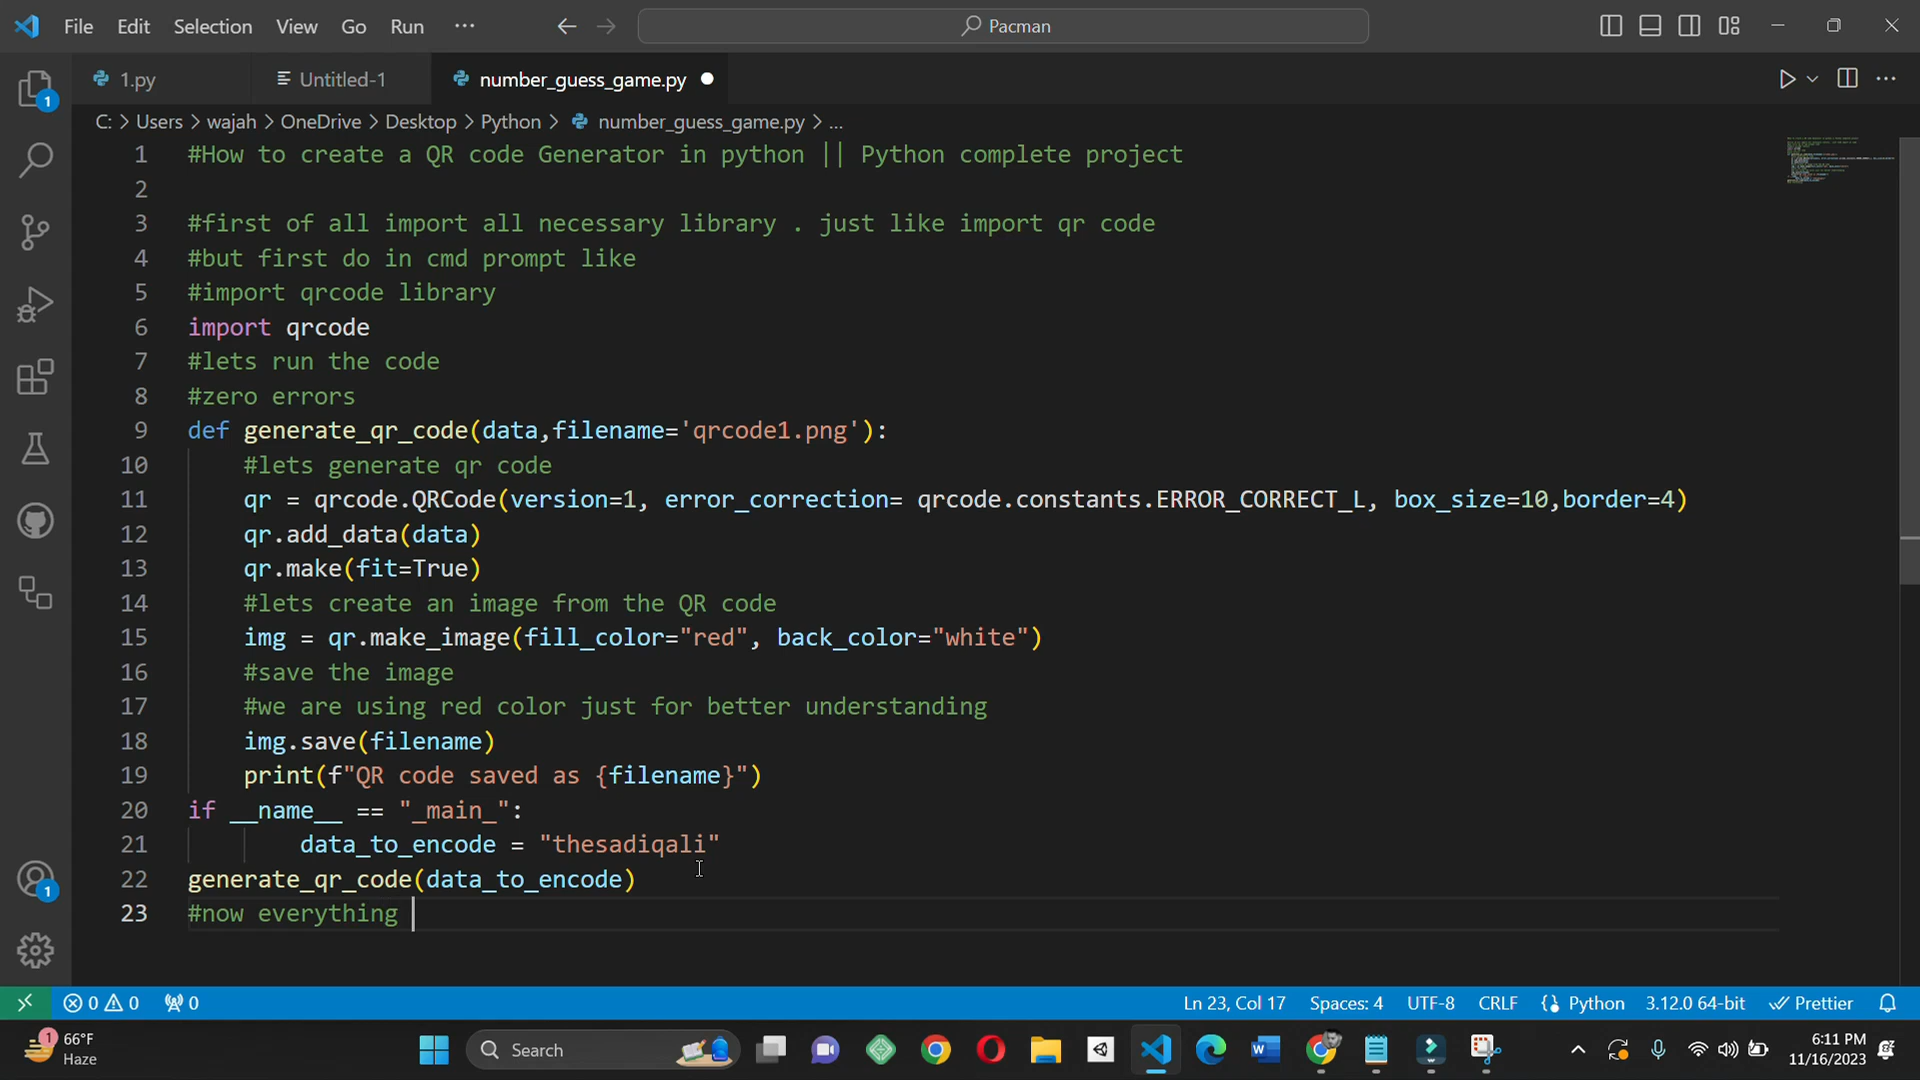 File Edit Selection View Go Run ··· Pacman
1.py Untitled-1 number_guess_game.py
C: > Users > wajah > OneDrive > Desktop > Python > number_guess_game.py > ...
1 #How to create a QR code Generator in python || Python complete project
2
3 #first of all import all necessary library . just like import qr code
4 #but first do in cmd prompt like
5 #import qrcode library
6 import qrcode
7 #lets run the code
8 #zero errors
9 def generate_qr_code(data,filename='qrcode1.png'):
10 #lets generate qr code
11 qr = qrcode.QRCode(version=1, error_correction= qrcode.constants.ERROR_CORRECT_L, box_size=10,border=4)
12 qr.add_data(data)
13 qr.make(fit=True)
14 #lets create an image from the QR code
15 img = qr.make_image(fill_color="red", back_color="white")
16 #save the image
17 #we are using red color just for better understanding
18 img.save(filename)
19 print(f"QR code saved as {filename}")
20 if __name__ == "_main_":
21 data_to_encode = "thesadiqali"
22 generate_qr_code(data_to_encode)
23 #now everything
1
1
0 0 0 Ln 23, Col 17 Spaces: 4 UTF-8 CRLF Python 3.12.0 64-bit Prettier
1 66°F
Haze
Search
6:11 PM
11/16/2023